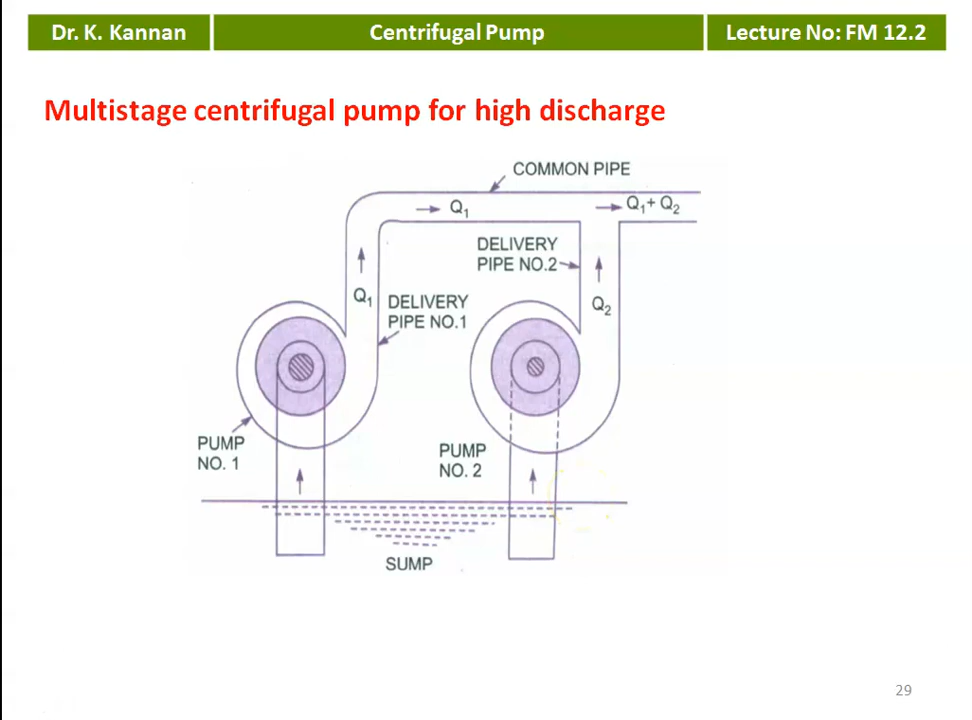 Dr. K. Kannan
Centrifugal Pump
Lecture No: FM 12.2
Multistage centrifugal pump for high discharge
COMMON PIPE
Q₁
Q₁+ Q₂
DELIVERY
PIPE NO.2
Q₁
DELIVERY
PIPE NO.1
Q₂
PUMP
NO. 1
PUMP
NO. 2
SUMP
29